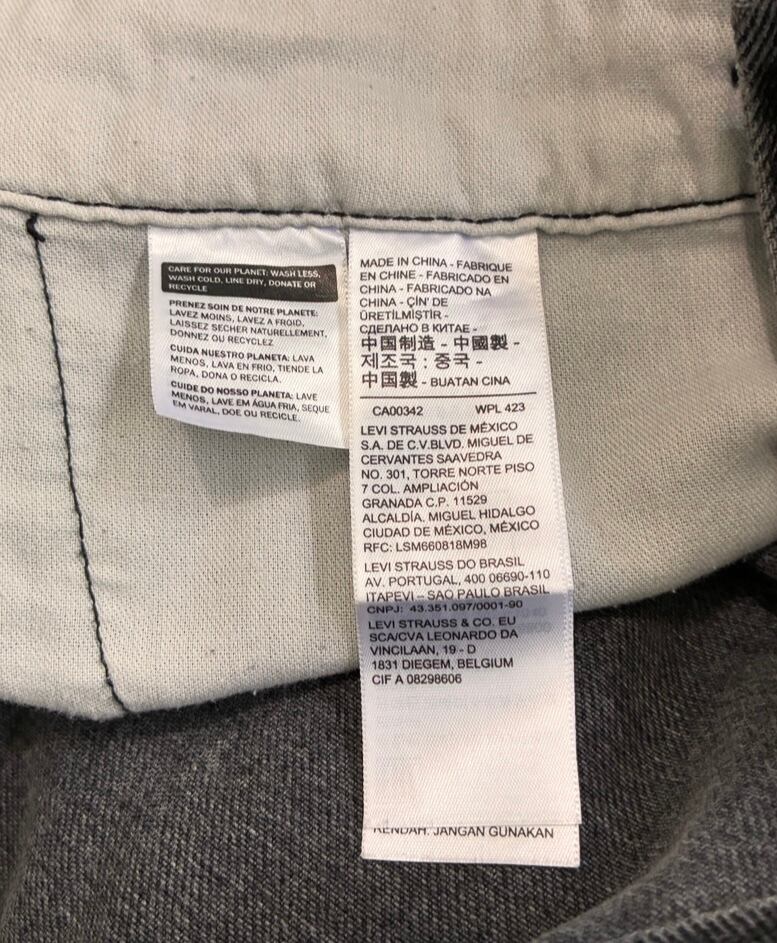 CARE FOR OUR PLANET: WASH LESS,
WASH COLD, LINE DRY, DONATE OR
RECYCLE
PRENEZ SOIN DE NOTRE PLANETE:
LAVEZ MOINS, LAVEZ A FROID,
LAISSEZ SECHER NATURELLEMENT,
DONNEZ OU RECYCLEZ
CUIDA NUESTRO PLANETA: LAVA
MENOS, LAVA EN FRIO, TIENDE LA
ROPA, DONA O RECICLA.
CUIDE DO NOSSO PLANETA: LAVE
MENOS, LAVE EM ÁGUA FRIA, SEQUE
EM VARAL, DOE OU RECICLE.
MADE IN CHINA - FABRIQUE
EN CHINE - FABRICADO EN
CHINA - FABRICADO NA
CHINA - ÇİN' DE
ÜRETİLMİŞTİR -
СДЕЛАНО В КИТАЕ -
中国制造 - 中國製 -
제조국 : 중국 -
中国製 - BUATAN CINA
CA00342 WPL 423
LEVI STRAUSS DE MÉXICO
S.A. DE C.V.BLVD. MIGUEL DE
CERVANTES SAAVEDRA
NO. 301, TORRE NORTE PISO
7 COL. AMPLIACIÓN
GRANADA C.P. 11529
ALCALDÍA. MIGUEL HIDALGO
CIUDAD DE MÉXICO, MÉXICO
RFC: LSM660818M98
LEVI STRAUSS DO BRASIL
AV. PORTUGAL, 400 06690-110
ITAPEVI – SAO PAULO BRASIL
CNPJ: 43.351.097/0001-90
LEVI STRAUSS & CO. EU
SCA/CVA LEONARDO DA
VINCILAAN, 19 - D
1831 DIEGEM, BELGIUM
CIF A 08298606
RENDAH. JANGAN GUNAKAN